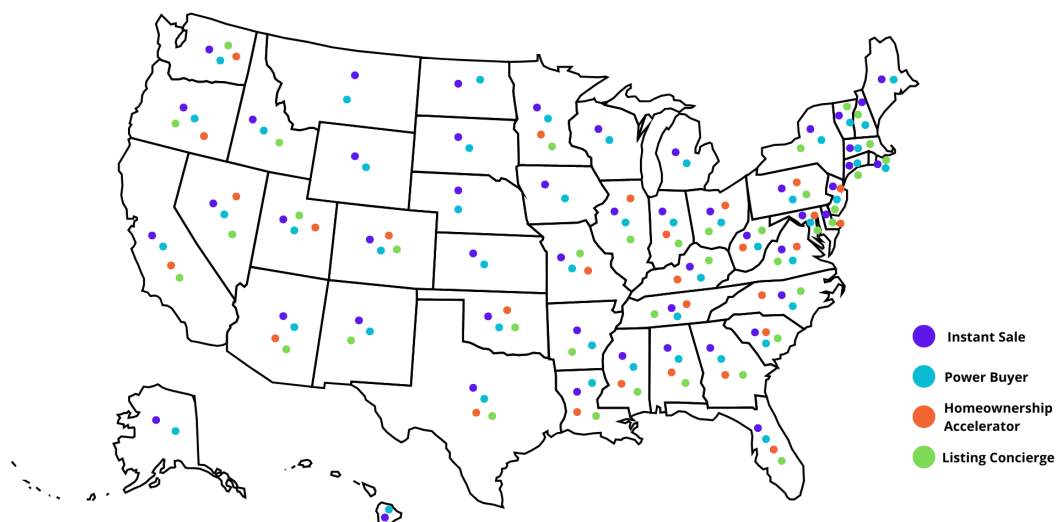 Instant Sale
Power Buyer
Homeownership
Accelerator
Listing Concierge